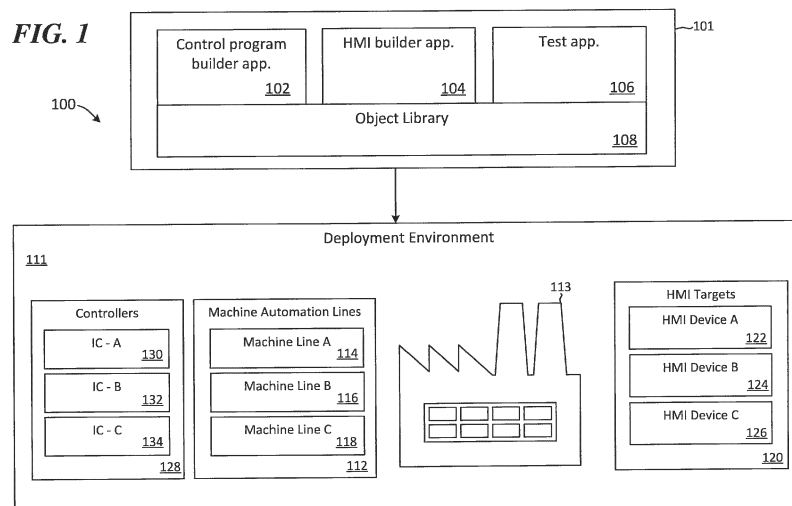 FIG. 1
101
Control program
builder app.
102
HMI builder app.
104
Test app.
106
100
Object Library
108
Deployment Environment
111
113
Controllers
IC - A
130
IC - B
132
IC - C
134
128
Machine Automation Lines
Machine Line A
114
Machine Line B
116
Machine Line C
118
112
HMI Targets
HMI Device A
122
HMI Device B
124
HMI Device C
126
120